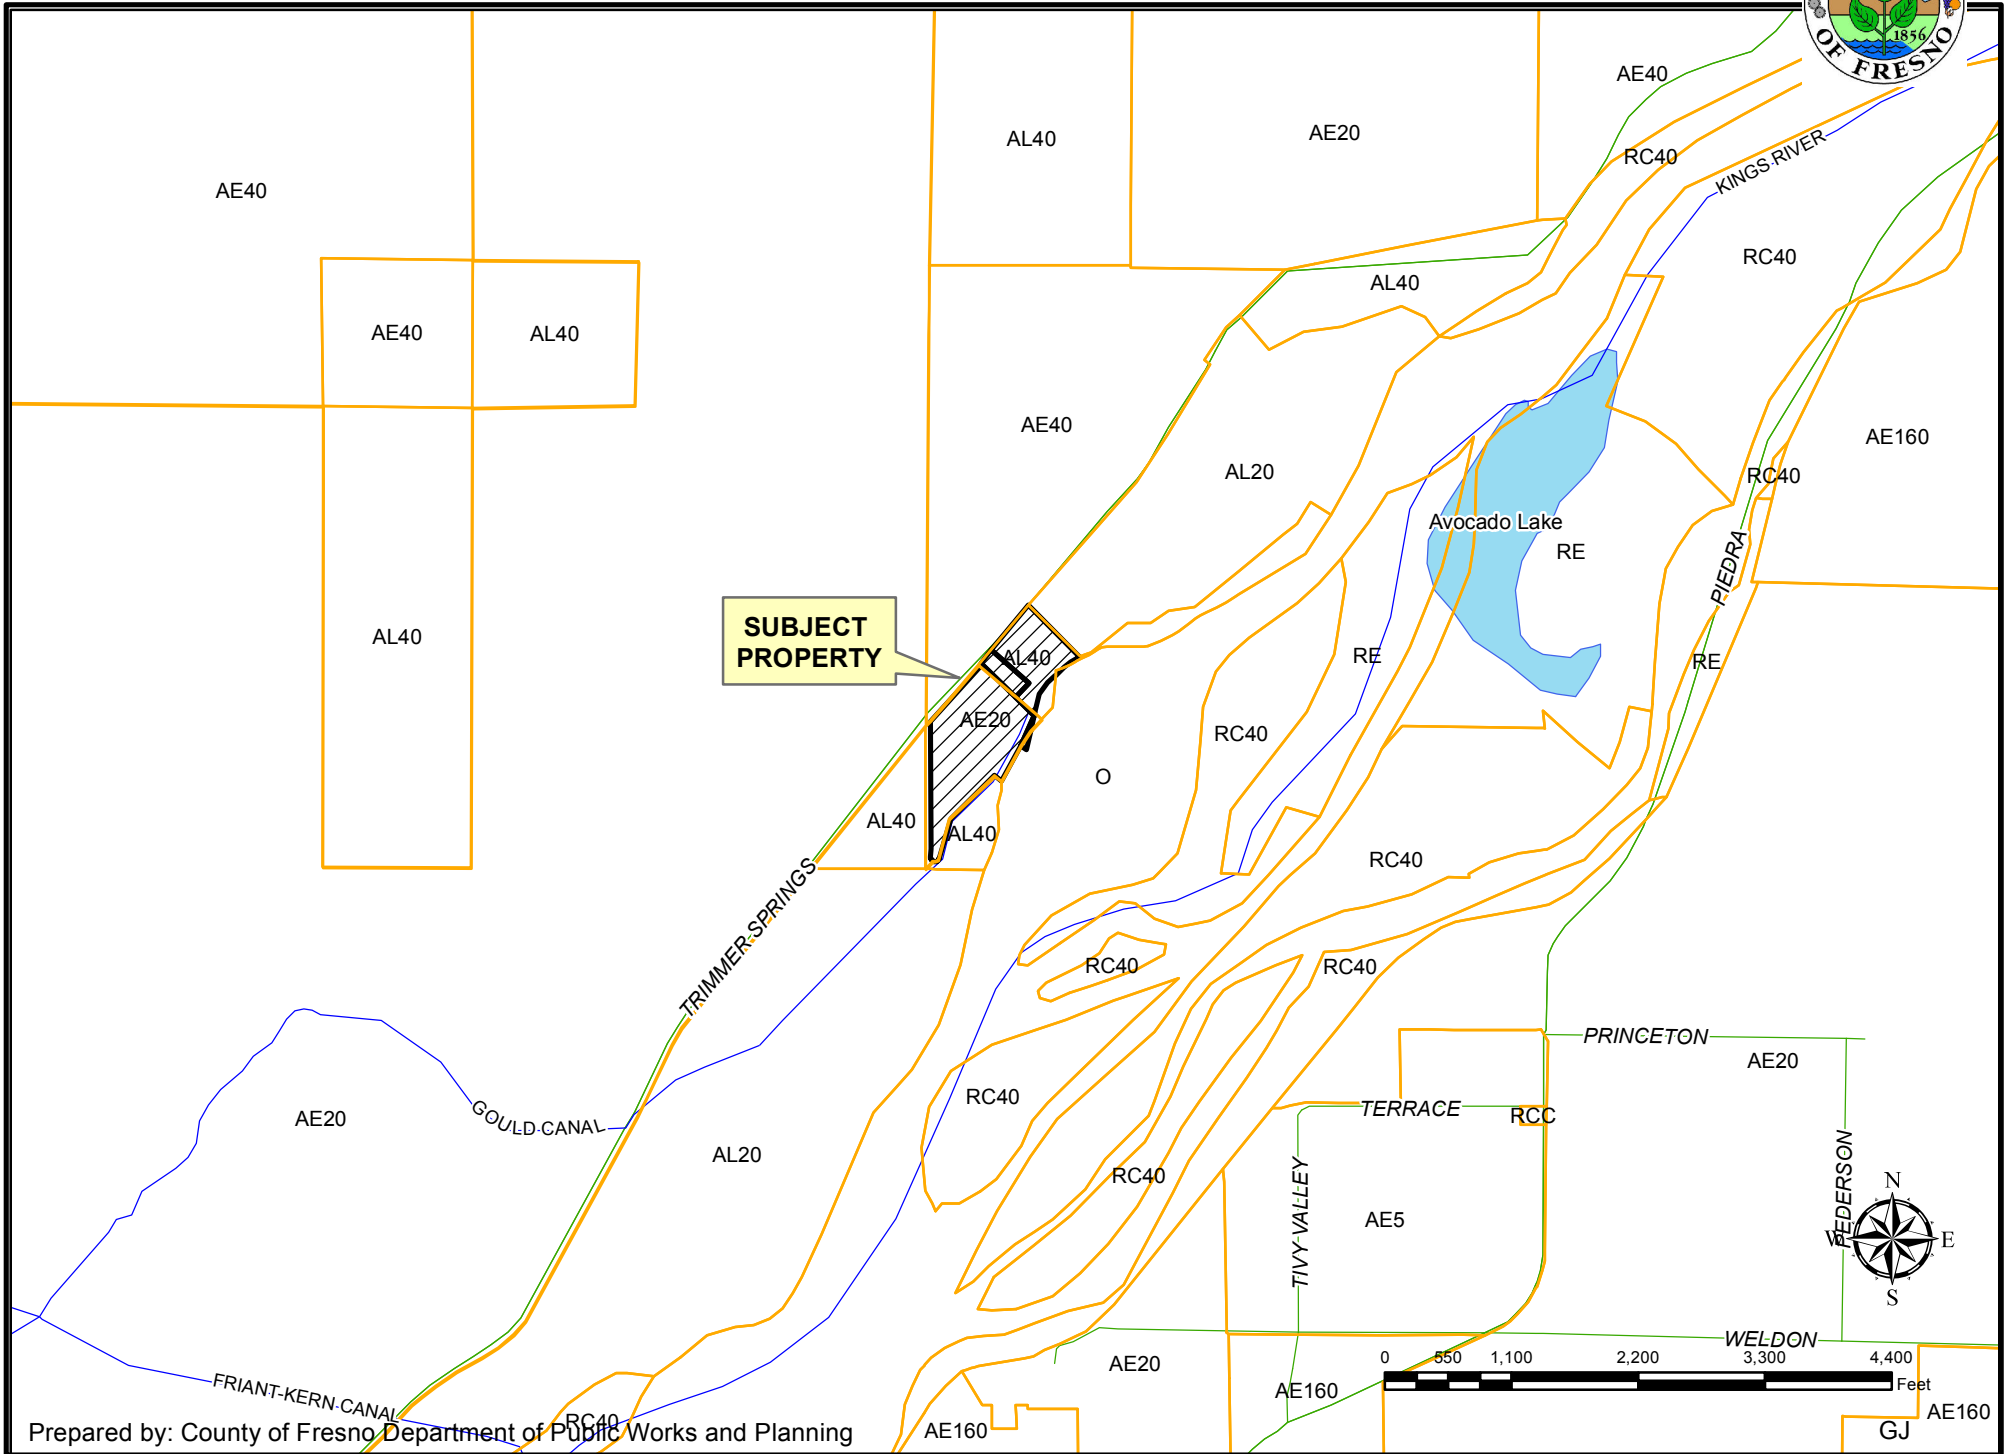 1856
OF FRESNO
AE40
AL40
AE20
RC40
KINGS RIVER
AE40
RC40
AL40
AE40
AL40
AE40
AE160
AL20
RC40
Avocado Lake
RE
PIEDRA
SUBJECT
PROPERTY
AL40
AL40
RE
RE
AE20
RC40
O
AL40
AL40
RC40
TRIMMER SPRINGS
RC40
RC40
PRINCETON
AE20
RC40
TERRACE
RCC
GOULD CANAL
AE20
AL20
RC40
TIVY VALLEY
PEDERSON
AE5
N
W
E
S
WELDON
AE20
0 550 1,100 2,200 3,300 4,400
Feet
FRIANT-KERN CANAL
AE160
RC40
AE160
AE160
GJ
Prepared by: County of Fresno Department of Public Works and Planning